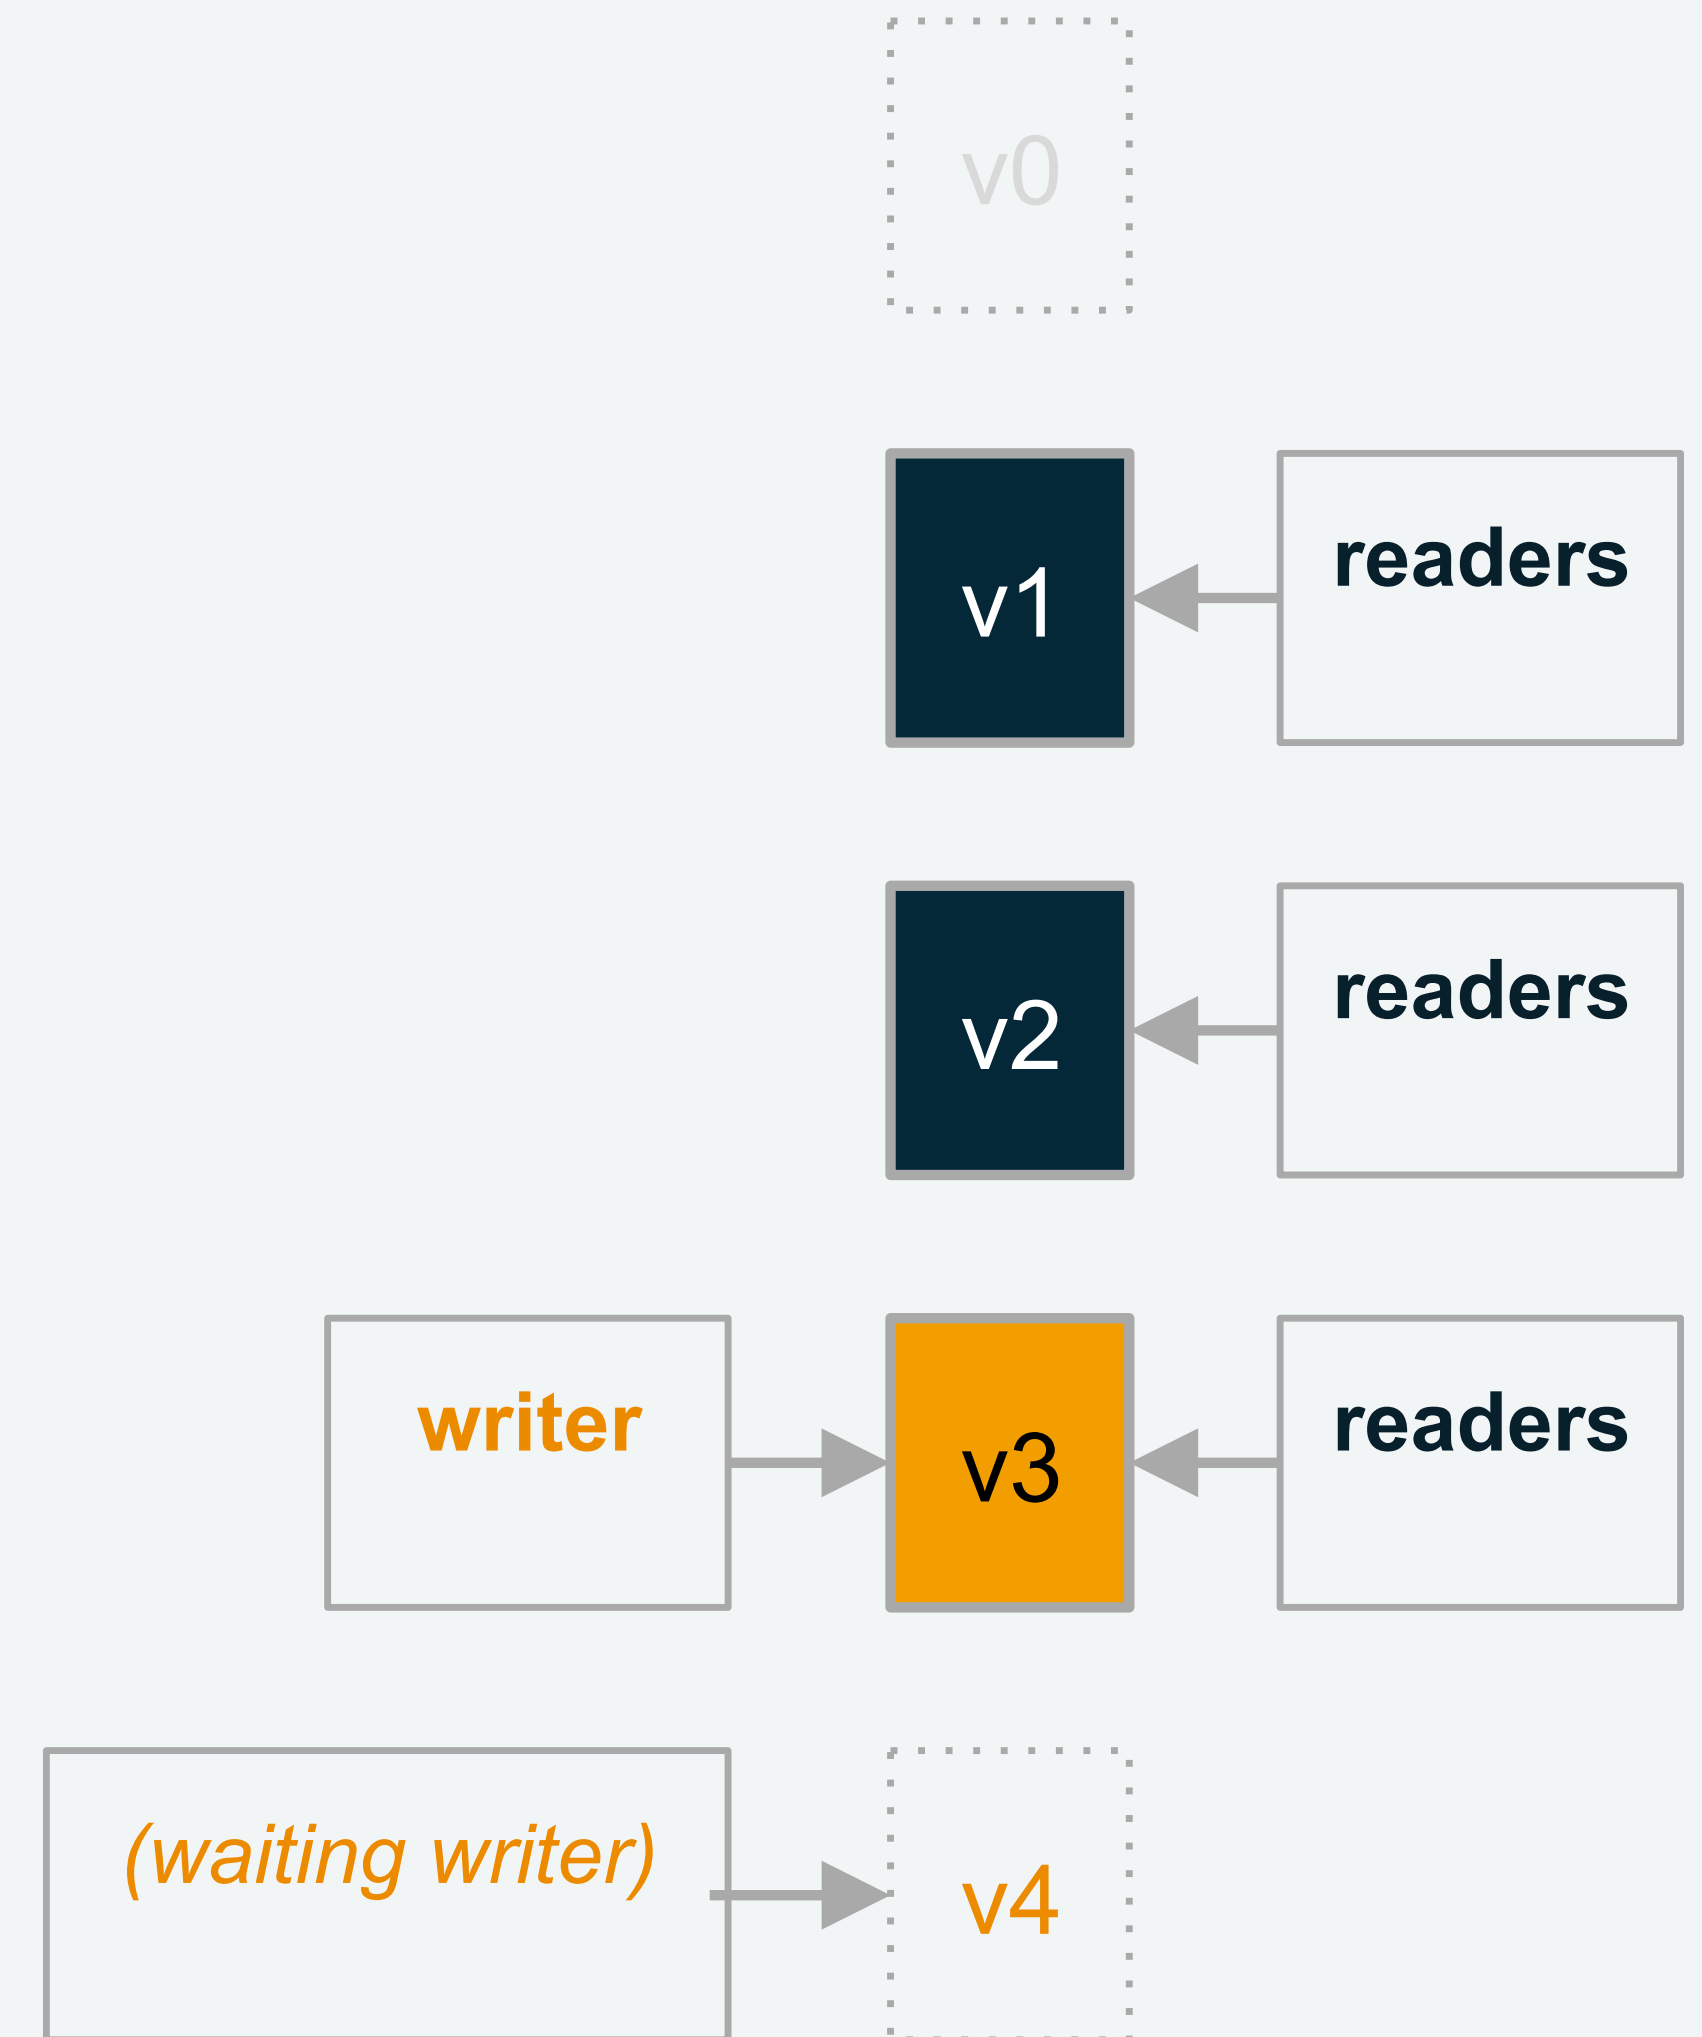 v0
v1
readers
v2
readers
writer
v3
readers
(waiting writer)
v4